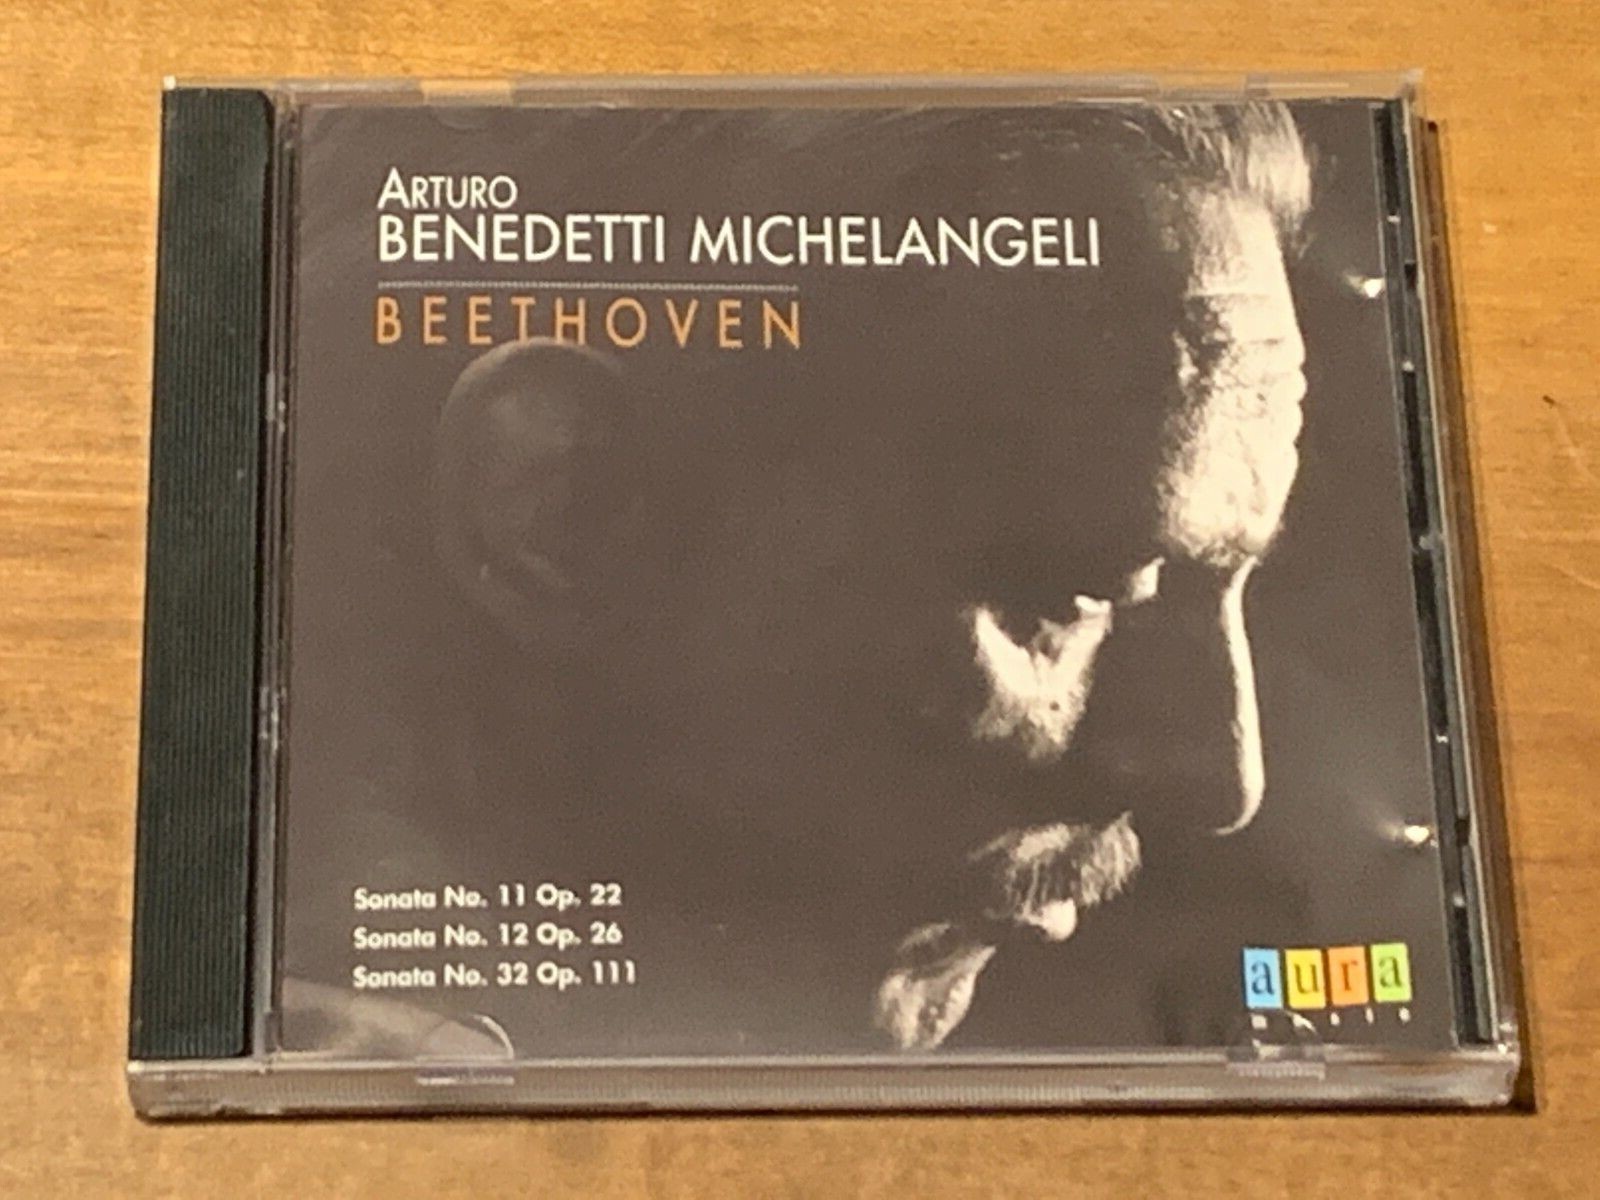 ARTURO
BENEDETTI MICHELANGELI
BEETHOVEN
Sonata No. 11 Op. 22
Sonata No. 12 Op. 26
Sonata No. 32 Op. 111
aura
music